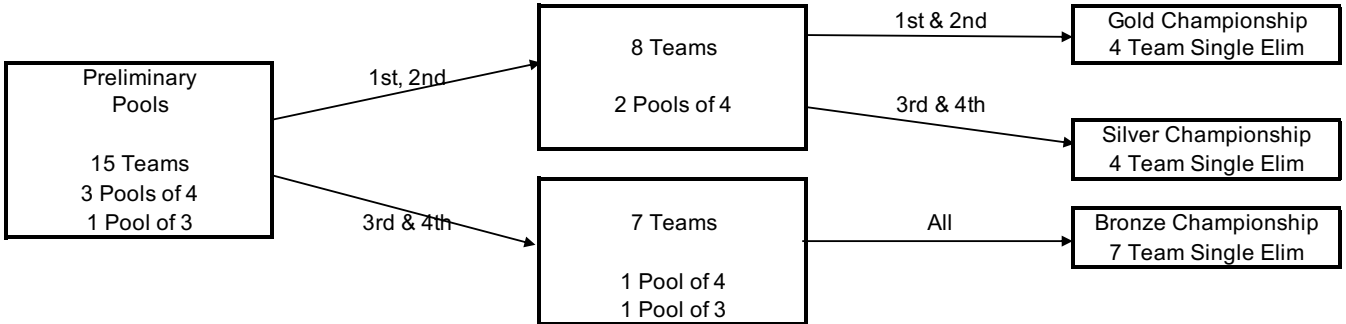 Preliminary
Pools
15 Teams
3 Pools of 4
1 Pool of 3
1st, 2nd
3rd & 4th
8 Teams
2 Pools of 4
7 Teams
1 Pool of 4
1 Pool of 3
1st & 2nd
3rd & 4th
All
Gold Championship
4 Team Single Elim
Silver Championship
4 Team Single Elim
Bronze Championship
7 Team Single Elim